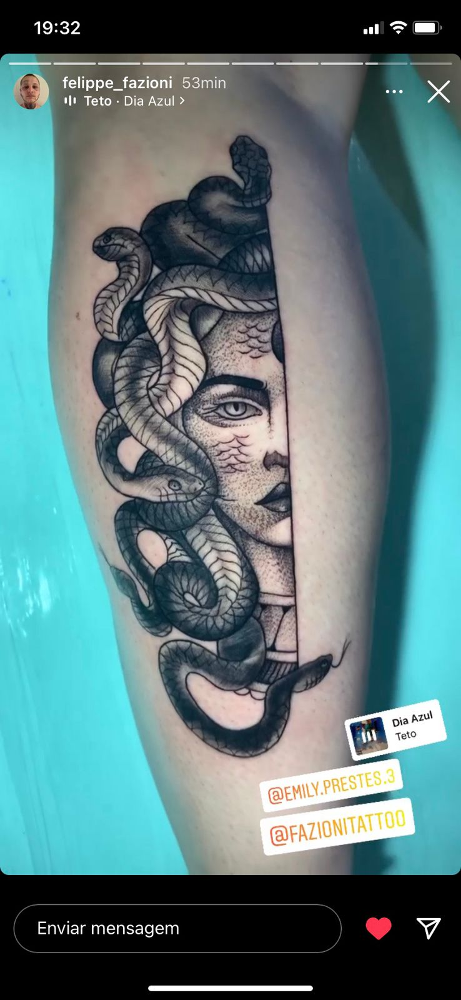 19:32
felippe_fazioni 53min
Teto · Dia Azul >
Dia Azul
Teto
@EMILY.PRESTES.3
@FAZIONITATTOO
Enviar mensagem